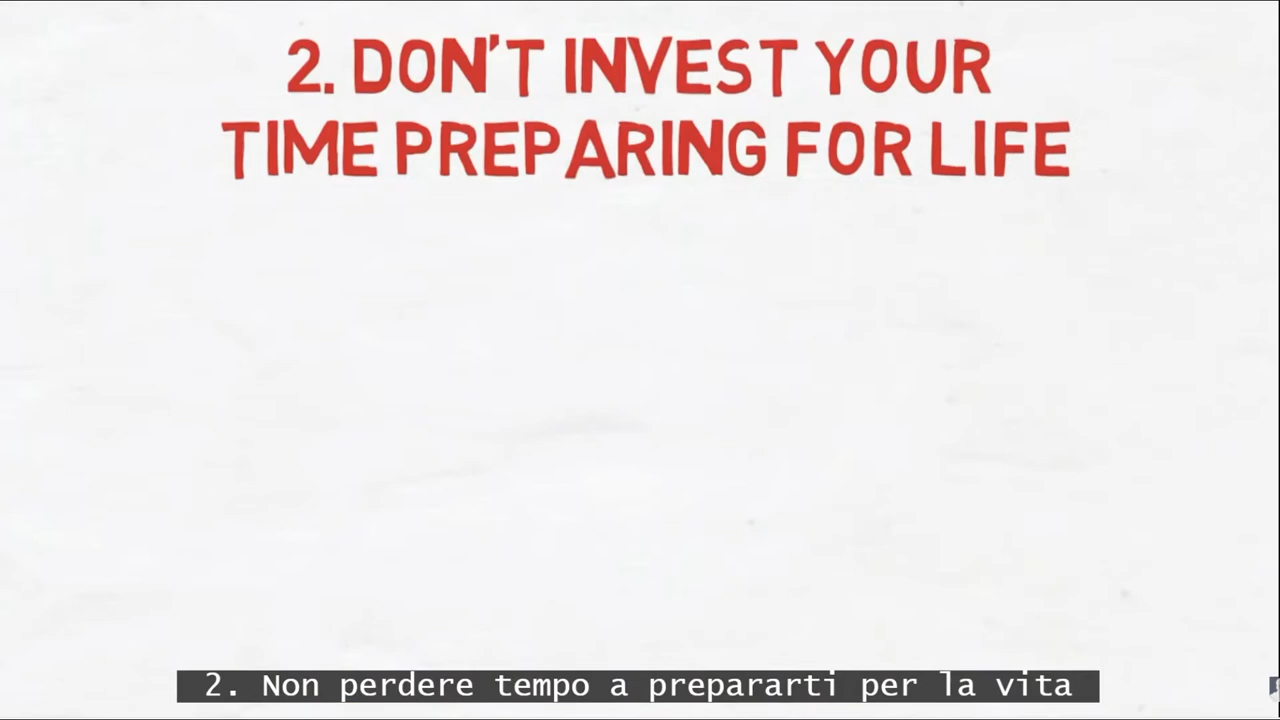 2. DON'T INVEST YOUR
TIME PREPARING FOR LIFE
2. Non perdere tempo a prepararti per la vita